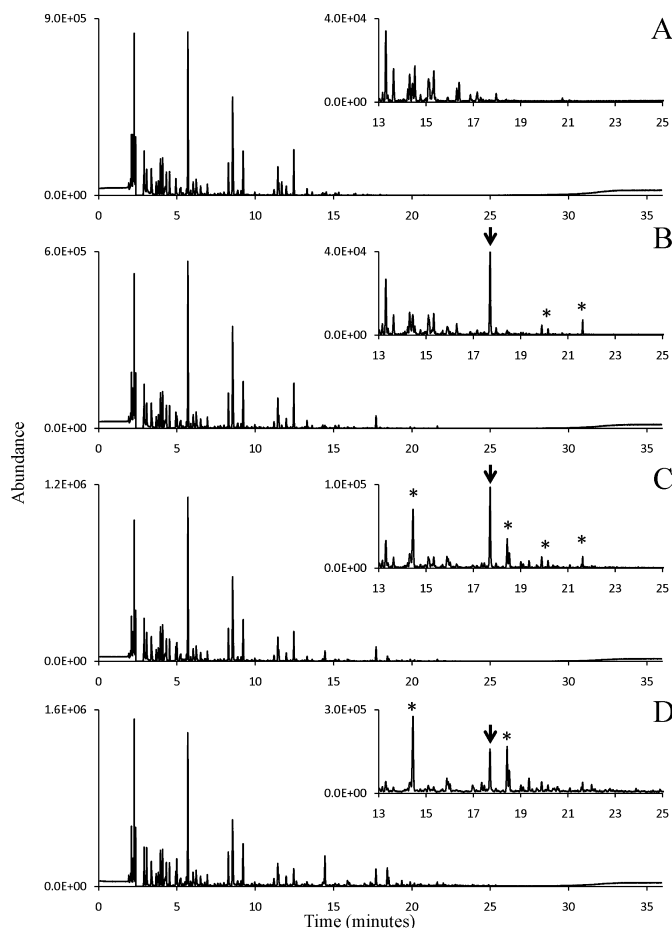 A
9.0E+05
0.0E+00
0 5 10 15 20 25 30 35
4.0E+04
0.0E+00
13 15 17 19 21 23 25
B
6.0E+05
0.0E+00
0 5 10 15 20 25 30 35
4.0E+04
0.0E+00
* *
13 15 17 19 21 23 25
Abundance
C
1.2E+06
0.0E+00
0 5 10 15 20 25 30 35
1.0E+05
0.0E+00
* * * *
13 15 17 19 21 23 25
D
1.6E+06
0.0E+00
0 5 10 15 20 25 30 35
3.0E+05
0.0E+00
* *
13 15 17 19 21 23 25
Time (minutes)